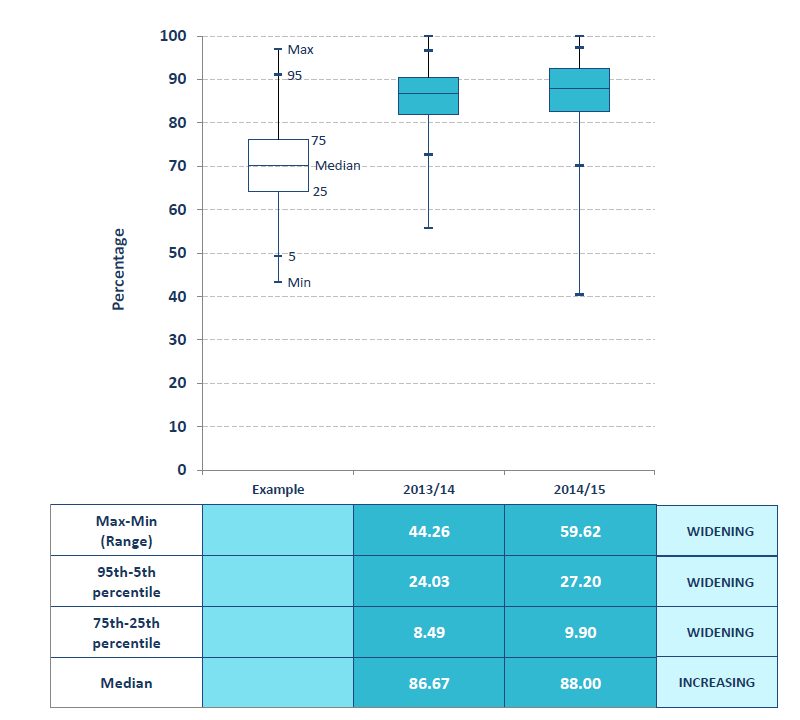 100
Max
95
90
80
75
70
Median
25
60
50
5
Min
40
30
20
10
0
Percentage
Example 2013/14 2014/15
Max-Min
(Range)
44.26 59.62 WIDENING
95th-5th
percentile
24.03 27.20 WIDENING
75th-25th
percentile
8.49 9.90 WIDENING
Median 86.67 88.00 INCREASING